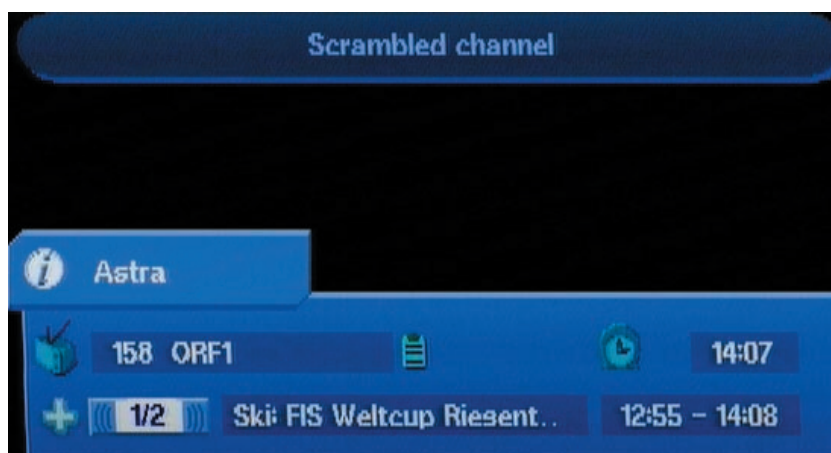 Scrambled channel
Astra
158 ORF1 14:07
1/2 Ski: FIS Weltcup Riesent.. 12:55 - 14:08